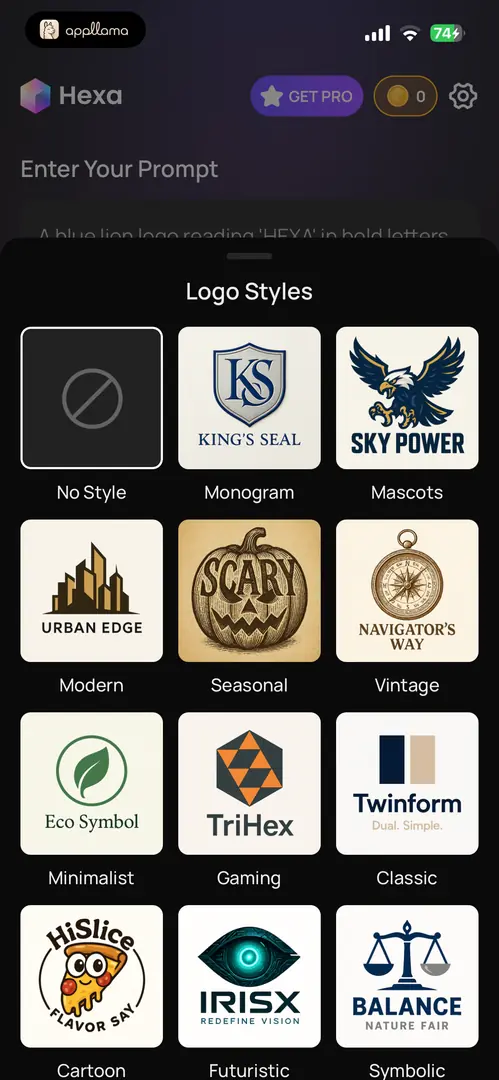 appllama
74
Hexa
GET PRO
0
Enter Your Prompt
A blue lion logo reading 'HEXA' in bold letters
Logo Styles
KS
KING'S SEAL
SKY POWER
No Style
Monogram
Mascots
URBAN EDGE
SCARY
NAVIGATOR'S
WAY
Modern
Seasonal
Vintage
Eco Symbol
TriHex
Twinform
Dual. Simple.
Minimalist
Gaming
Classic
HiSlice
FLAVOR SAY
IRISX
REDEFINE VISION
BALANCE
NATURE FAIR
Cartoon
Futuristic
Symbolic